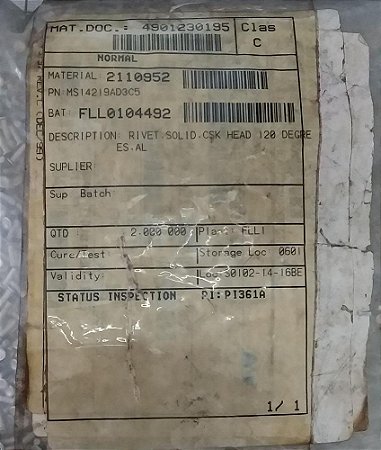 MAT.DOC.: 4901230195
Clas
C
NORMAL
MATERIAL: 2110952
PN:MS14219AD3C5
BAT: FLL0104492
DESCRIPTION: RIVET.SOLID.CSK HEAD 120 DEGRE
ES.AL
SUPLIER
Sup Batch:
QTD : 2.000.000 Plan: FLL1
Cure/Test: Storage Loc 0601
Validity: Loc:30102-14-16BE
STATUS INSPECTION PI:PI361A
1/ 1